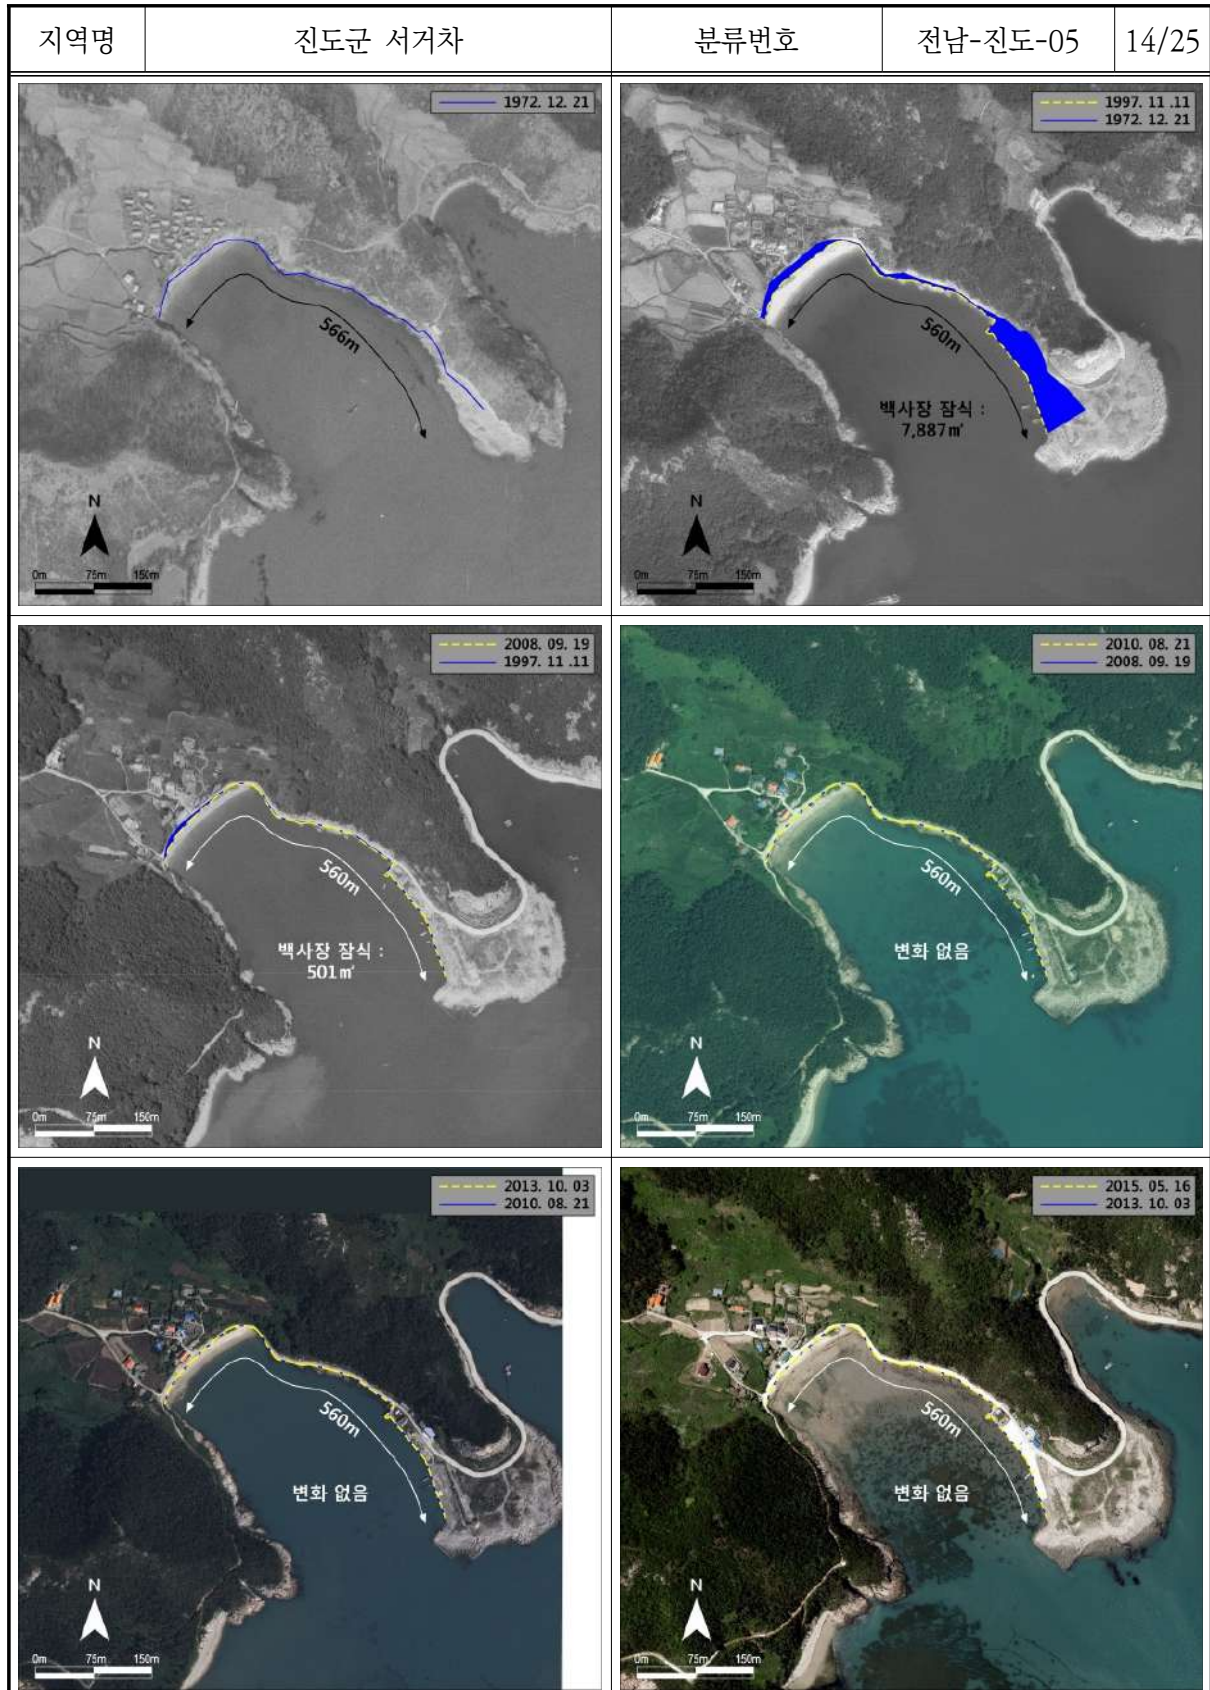 지역명 진도군 서거차 분류번호 전남-진도-05 14/25
1972. 12. 21
566m
N
0m 75m 150m
1997. 11 .11
1972. 12. 21
560m
백사장 잠식 :
7,887㎡
N
0m 75m 150m
2008. 09. 19
1997. 11 .11
560m
백사장 잠식 :
501㎡
N
0m 75m 150m
2010. 08. 21
2008. 09. 19
560m
변화 없음
N
0m 75m 150m
2013. 10. 03
2010. 08. 21
560m
변화 없음
N
0m 75m 150m
2015. 05. 16
2013. 10. 03
560m
변화 없음
N
0m 75m 150m